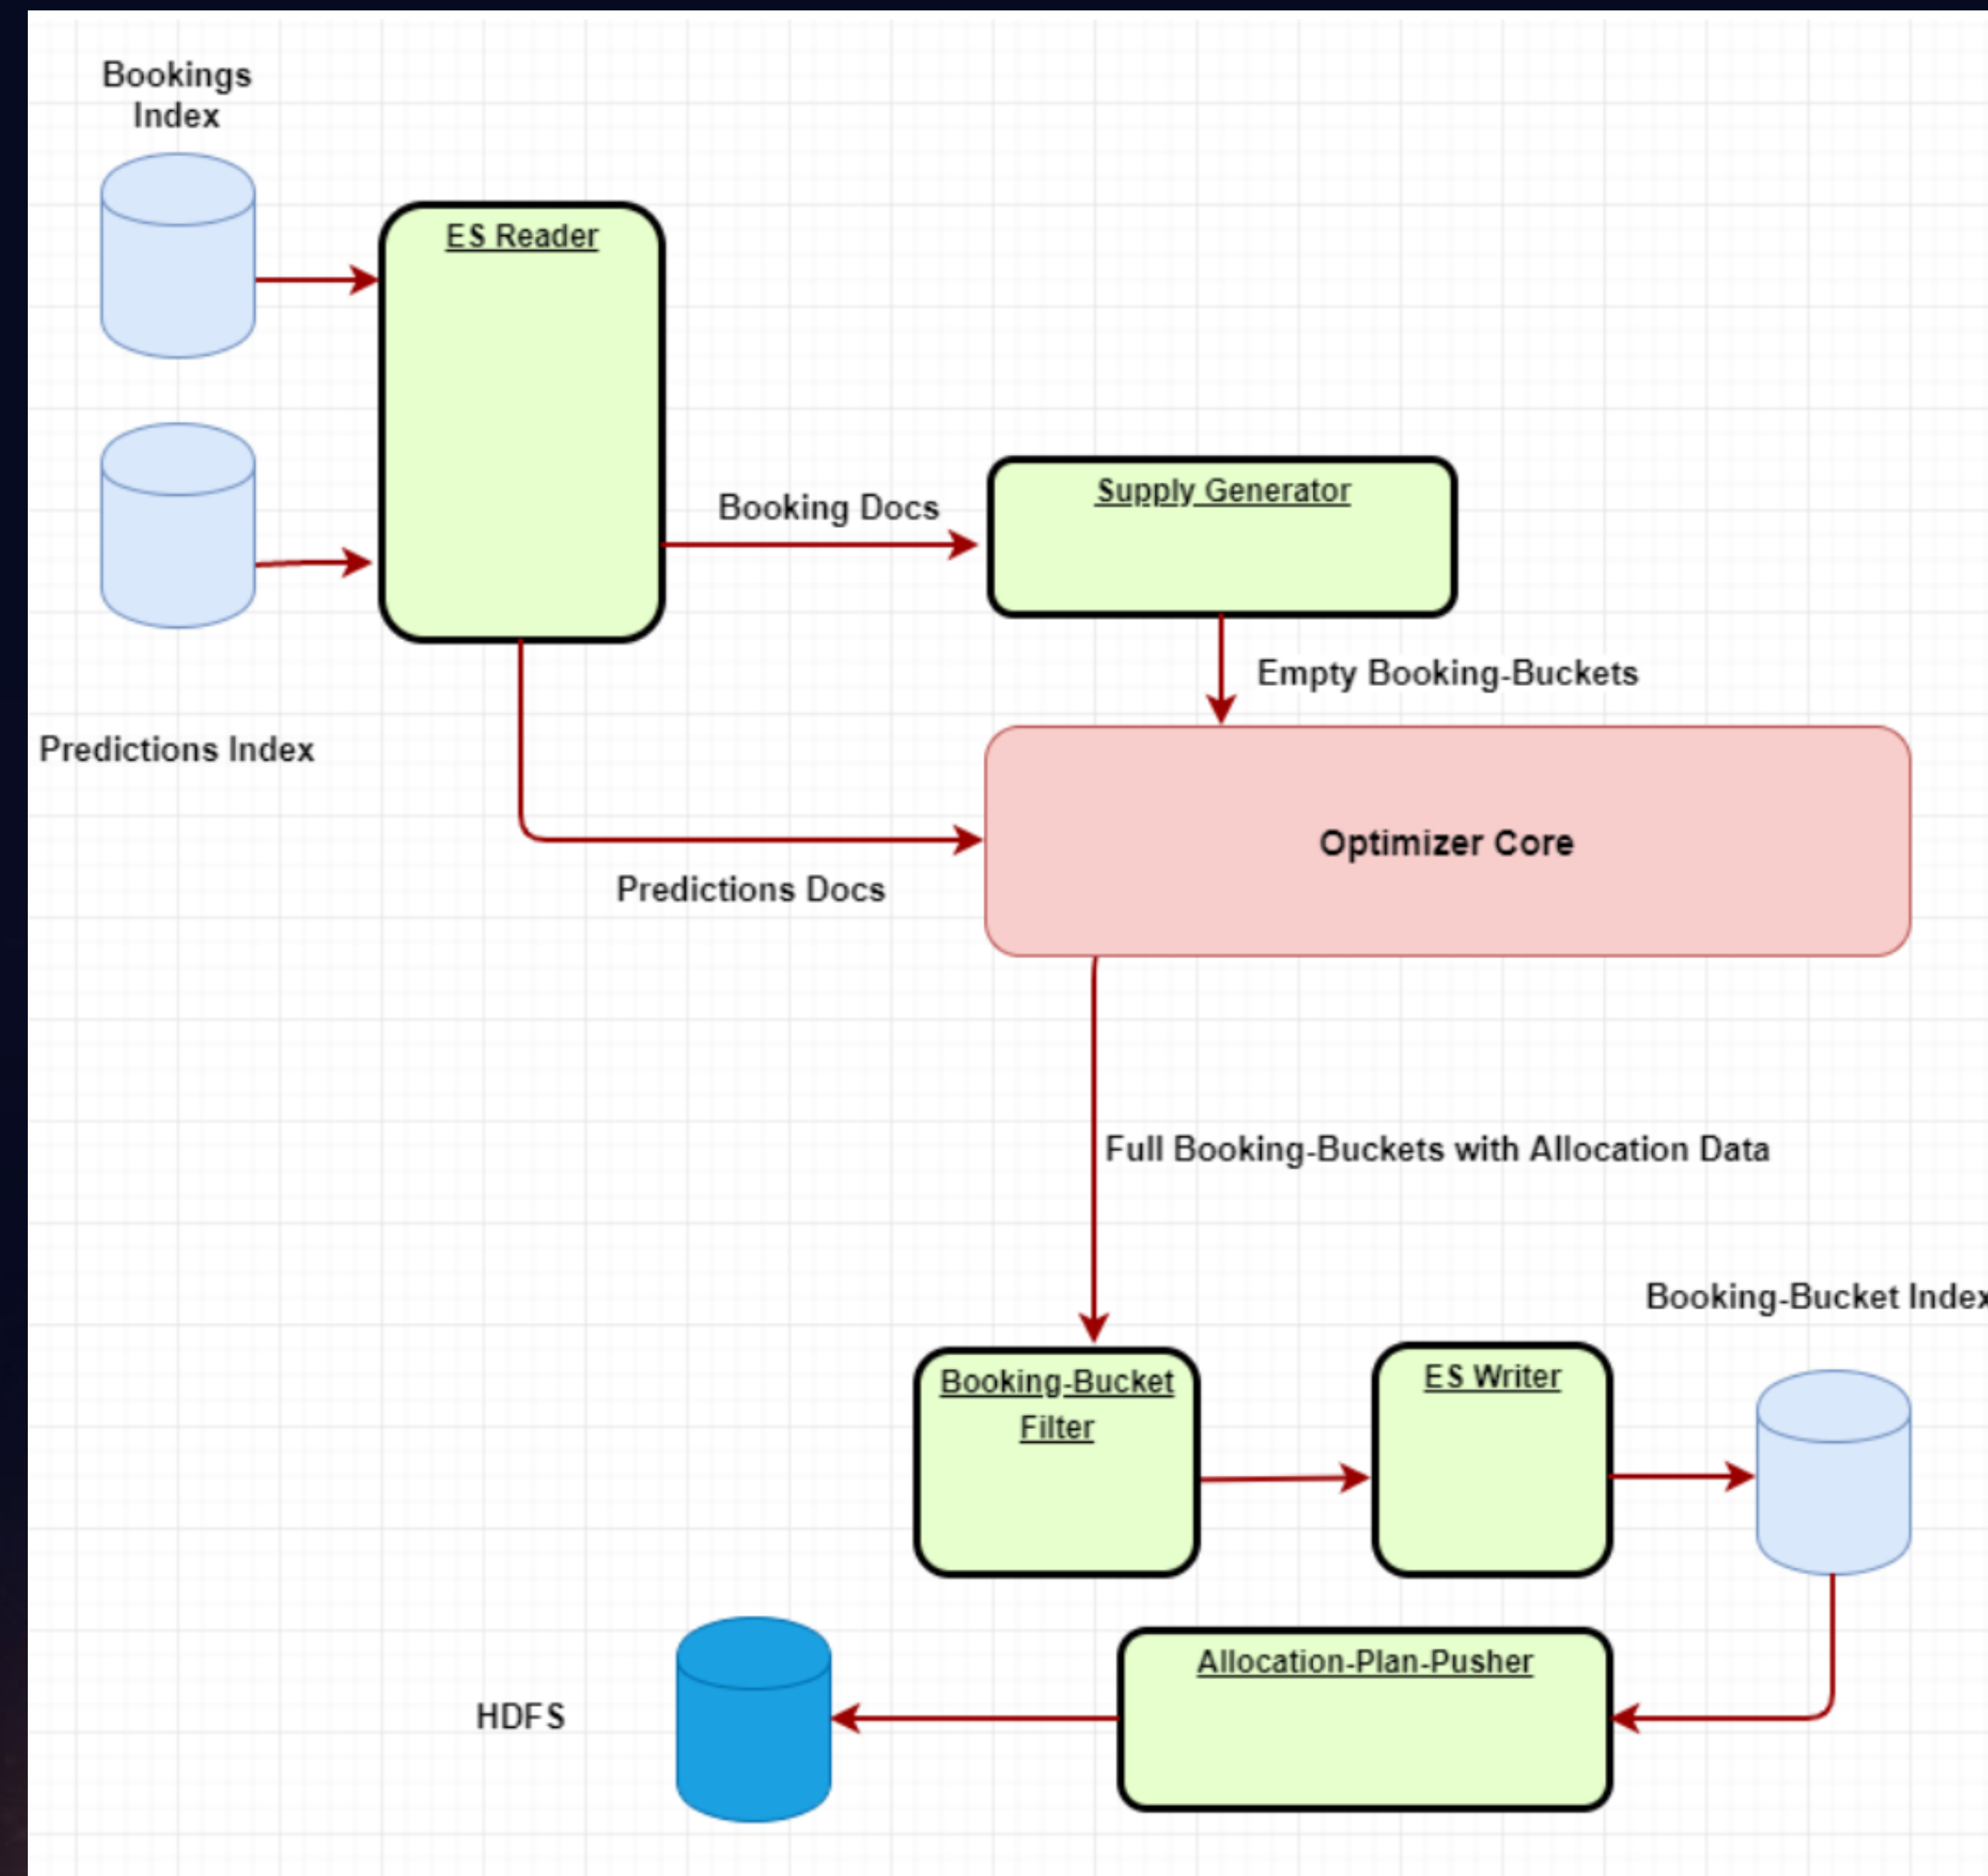 Bookings
Index
ES Reader
Booking Docs
Supply Generator
Empty Booking-Buckets
Predictions Index
Optimizer Core
Predictions Docs
Full Booking-Buckets with Allocation Data
Booking-Bucket Index
Booking-Bucket
Filter
ES Writer
Allocation-Plan-Pusher
HDFS